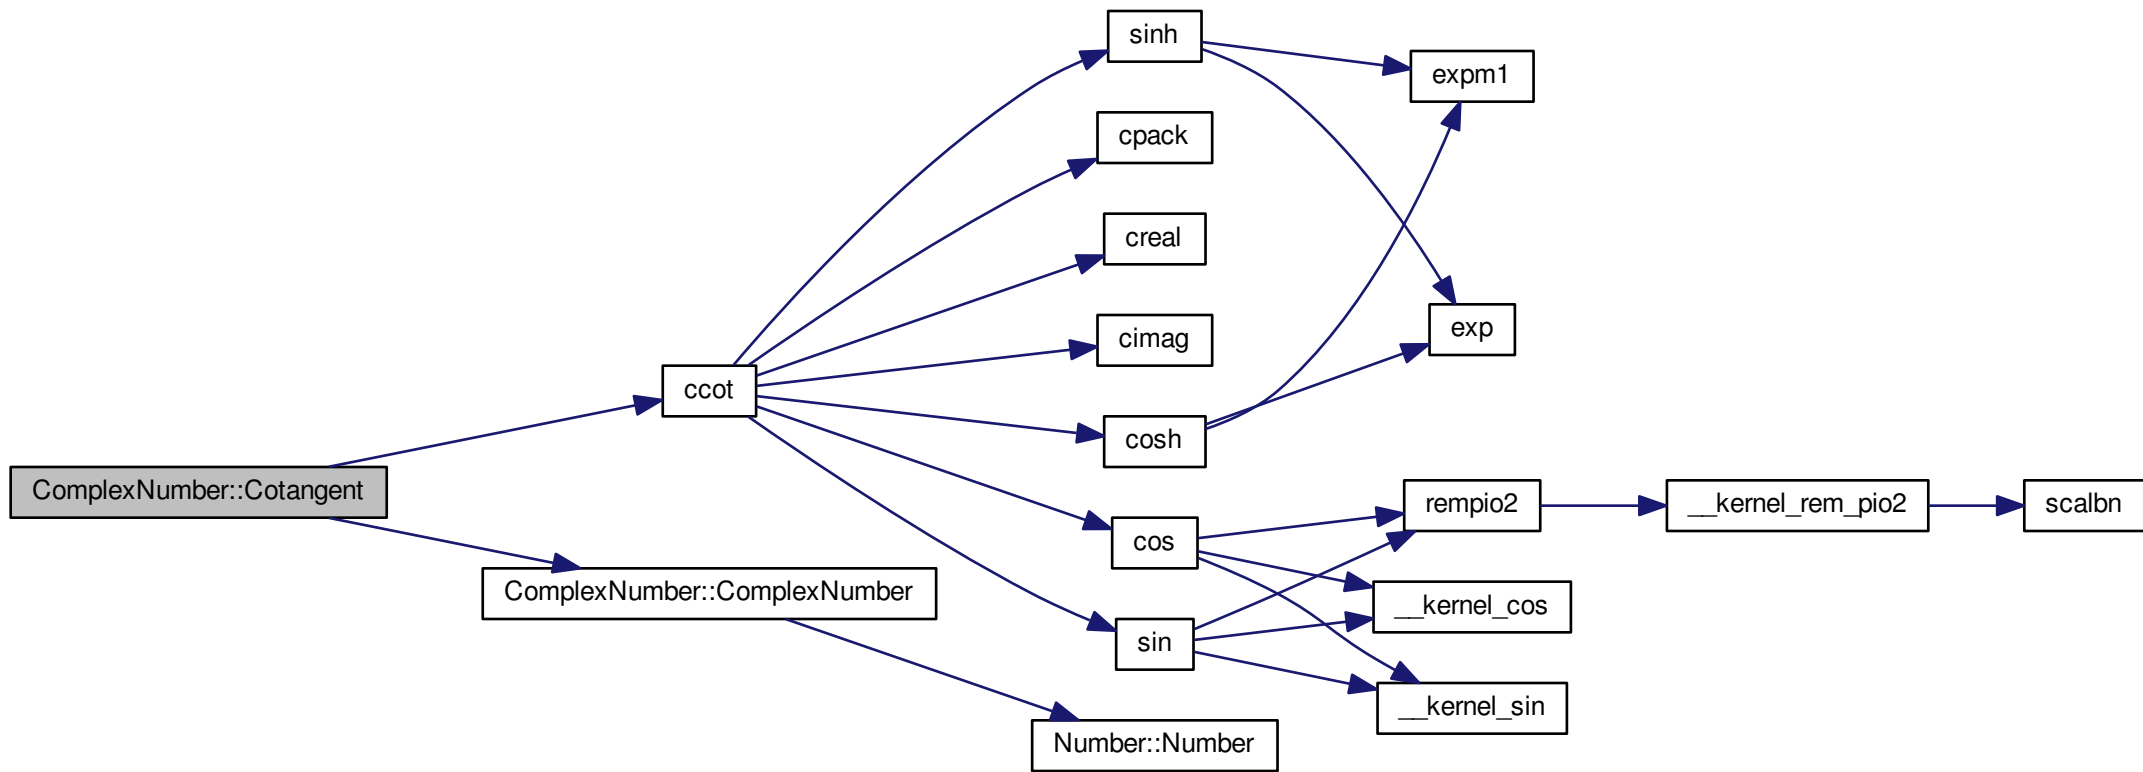 sinh
expm1
cpack
creal
exp
cimag
ccot
cosh
ComplexNumber::Cotangent
rempio2
__kernel_rem_pio2
scalbn
cos
ComplexNumber::ComplexNumber
__kernel_cos
sin
__kernel_sin
Number::Number